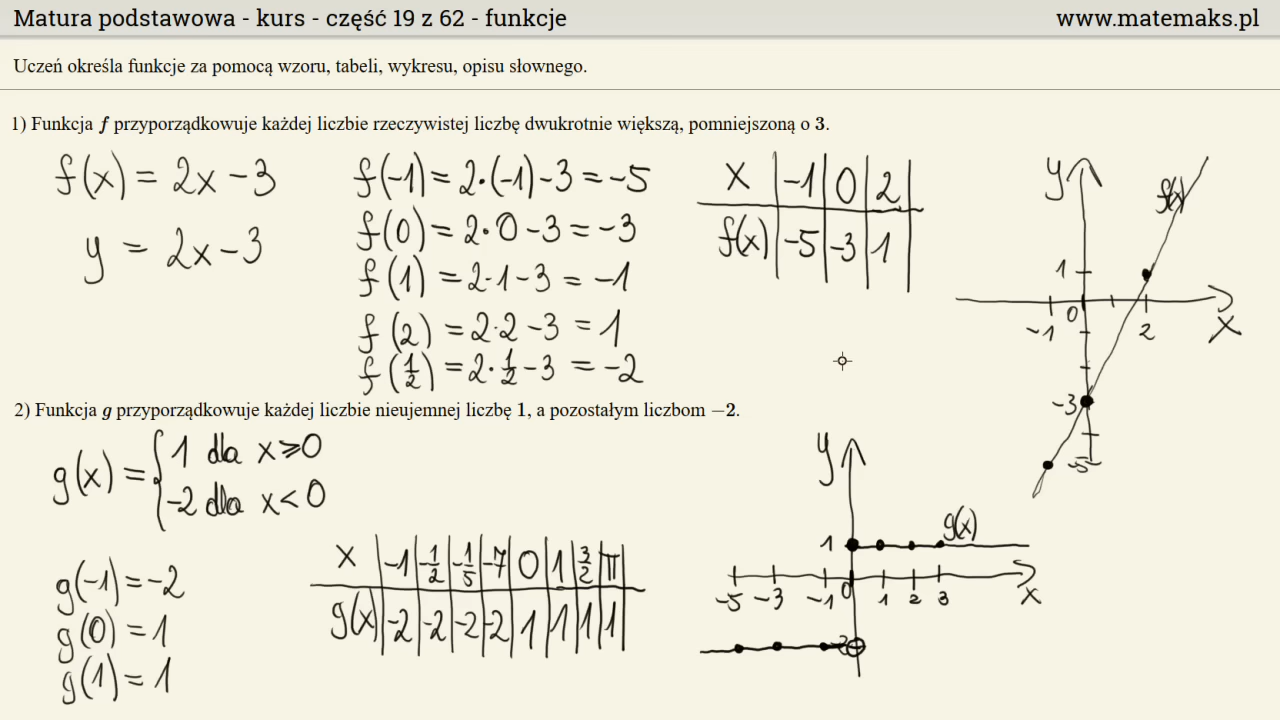 Matura podstawowa - kurs - część 19 z 62 - funkcje www.matemaks.pl
Uczeń określa funkcje za pomocą wzoru, tabeli, wykresu, opisu słownego.
1) Funkcja f przyporządkowuje każdej liczbie rzeczywistej liczbę dwukrotnie większą, pomniejszoną o 3.
f(x) = 2x - 3
y = 2x - 3
f(-1) = 2·(-1) - 3 = -5
f(0) = 2·0 - 3 = -3
f(1) = 2·1 - 3 = -1
f(2) = 2·2 - 3 = 1
f(1/2) = 2·1/2 - 3 = -2
x | -1 | 0 | 2
f(x) | -5 | -3 | 1
y
f(x)
1
-1 0 2 x
-3
-5
2) Funkcja g przyporządkowuje każdej liczbie nieujemnej liczbę 1, a pozostałym liczbom −2.
g(x) = { 1 dla x ⩾ 0
-2 dla x < 0
g(-1) = -2
g(0) = 1
g(1) = 1
x | -1 | -1/2 | -1/5 | -7 | 0 | 1 | 3/2 | π
g(x) | -2 | -2 | -2 | -2 | 1 | 1 | 1 | 1
y
g(x)
1
-5 -3 -1 0 1 2 3 x
-2